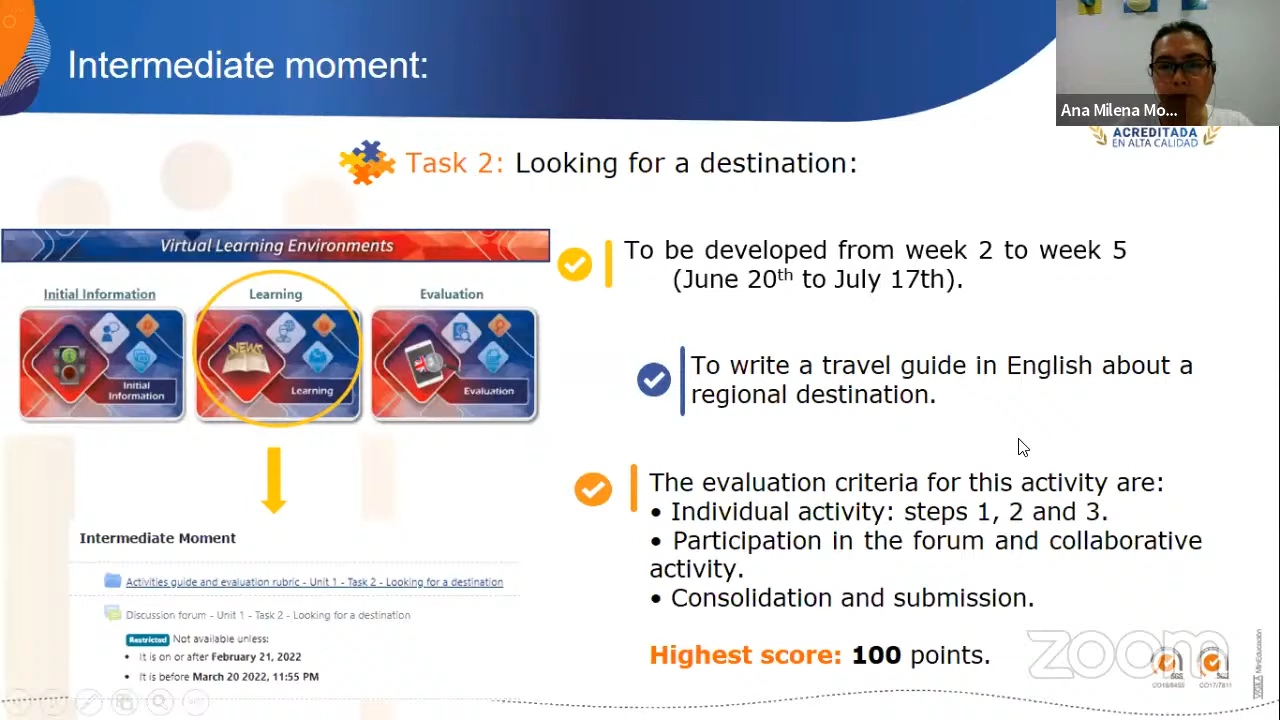 Intermediate moment:
Ana Milena Mo...
ACREDITADA
EN ALTA CALIDAD
Task 2: Looking for a destination:
Virtual Learning Environments
Initial Information
Learning
Evaluation
NEWS
Initial
Information
Learning
Evaluation
To be developed from week 2 to week 5
(June 20th to July 17th).
To write a travel guide in English about a
regional destination.
The evaluation criteria for this activity are:
• Individual activity: steps 1, 2 and 3.
• Participation in the forum and collaborative
activity.
• Consolidation and submission.
Highest score: 100 points.
Intermediate Moment
Activities guide and evaluation rubric - Unit 1 - Task 2 - Looking for a destination
Discussion forum - Unit 1 - Task 2 - Looking for a destination
Restricted Not available unless:
• It is on or after February 21, 2022
• It is before March 20 2022, 11:55 PM
zoom
SGS
SGS